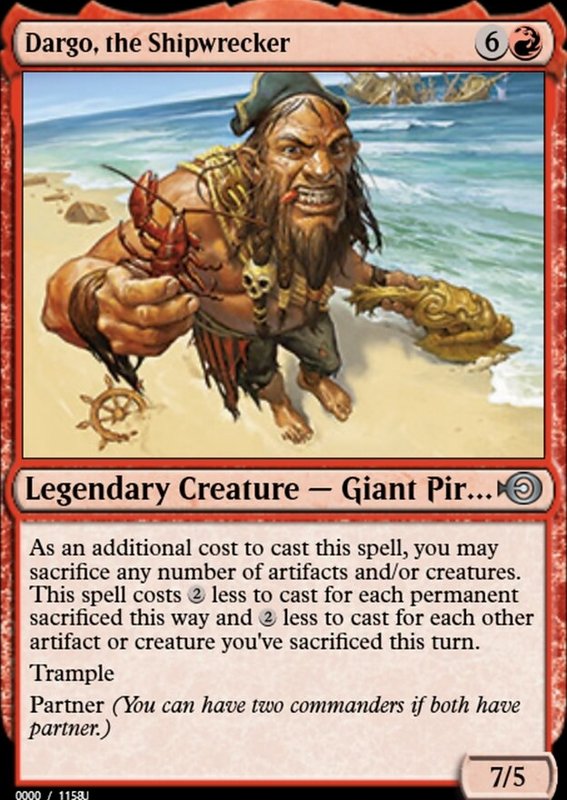 Dargo, the Shipwrecker 6
Legendary Creature — Giant Pir...
As an additional cost to cast this spell, you may
sacrifice any number of artifacts and/or creatures.
This spell costs 2 less to cast for each permanent
sacrificed this way and 2 less to cast for each other
artifact or creature you've sacrificed this turn.
Trample
Partner (You can have two commanders if both have
partner.)
7/5
0000 / 1158U